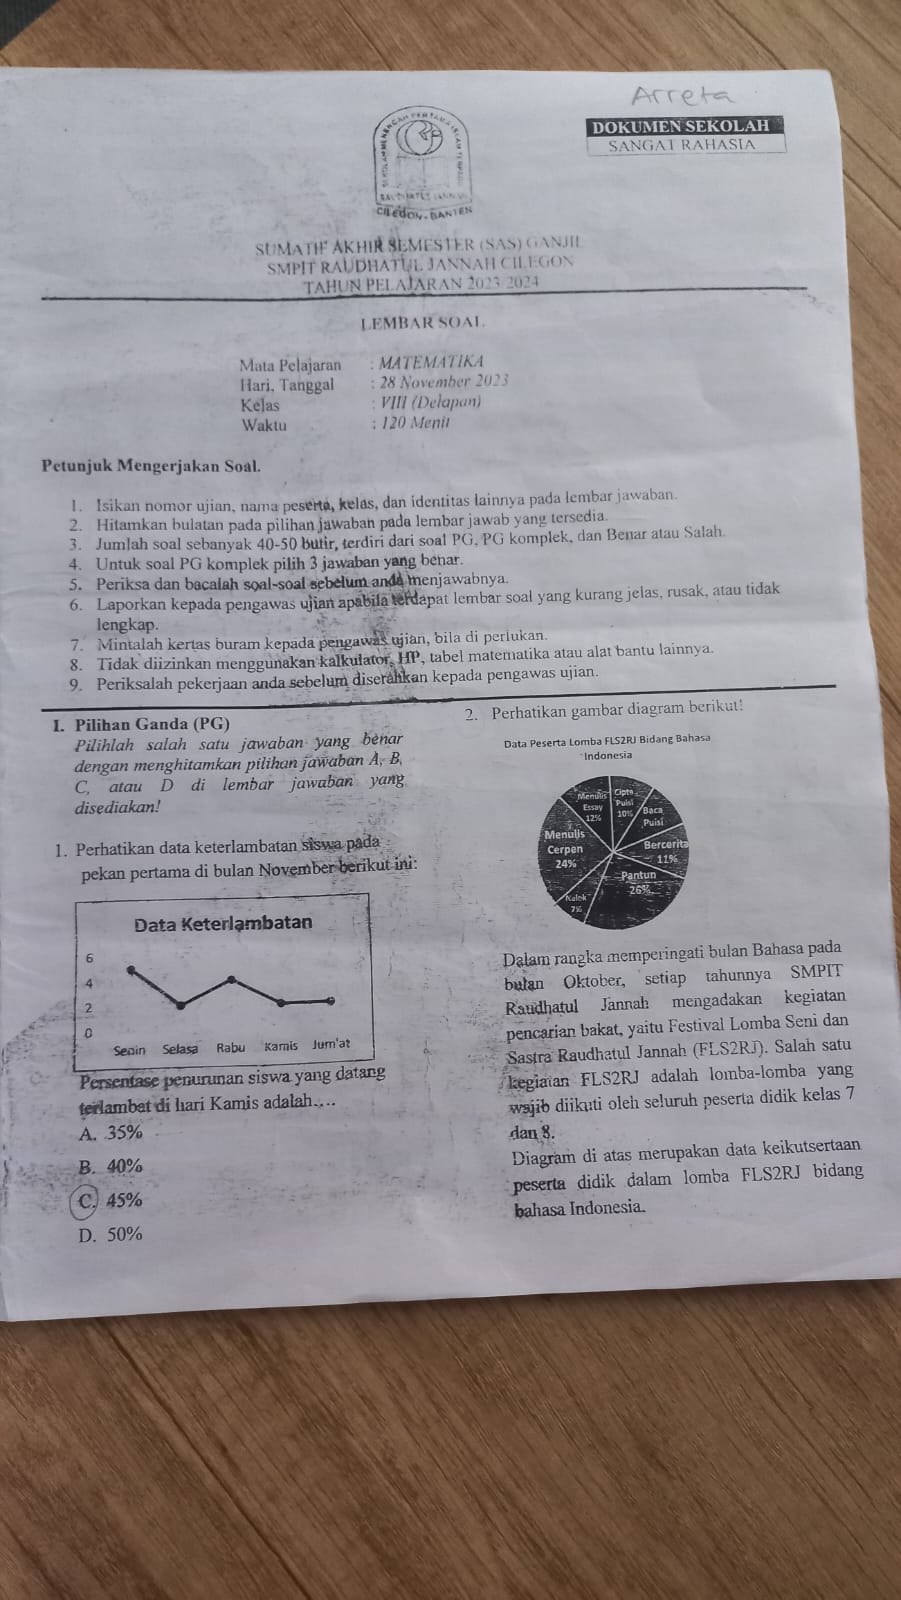 Arreta
DOKUMEN SEKOLAH
SANGAT RAHASIA
CILEGON - BANTEN
SUMATIF AKHIR SEMESTER (SAS) GANJIL
SMPIT RAUDHATUL JANNAH CILEGON
TAHUN PELAJARAN 2023 2024
LEMBAR SOAL
Mata Pelajaran : MATEMATIKA
Hari, Tanggal : 28 November 2023
Kelas : VIII (Delapan)
Waktu : 120 Menit
Petunjuk Mengerjakan Soal.
1. Isikan nomor ujian, nama peserta, kelas, dan identitas lainnya pada lembar jawaban.
2. Hitamkan bulatan pada pilihan jawaban pada lembar jawab yang tersedia.
3. Jumlah soal sebanyak 40-50 butir, terdiri dari soal PG, PG komplek, dan Benar atau Salah.
4. Untuk soal PG komplek pilih 3 jawaban yang benar.
5. Periksa dan bacalah soal-soal sebelum anda menjawabnya.
6. Laporkan kepada pengawas ujian apabila terdapat lembar soal yang kurang jelas, rusak, atau tidak
lengkap.
7. Mintalah kertas buram kepada pengawas ujian, bila di perlukan.
8. Tidak diizinkan menggunakan kalkulator, HP, tabel matematika atau alat bantu lainnya.
9. Periksalah pekerjaan anda sebelum diserahkan kepada pengawas ujian.
I. Pilihan Ganda (PG)
Pilihlah salah satu jawaban yang benar
dengan menghitamkan pilihan jawaban A, B,
C, atau D di lembar jawaban yang
disediakan!
1. Perhatikan data keterlambatan siswa pada
pekan pertama di bulan November berikut ini:
Data Keterlambatan
6
4
2
0
Senin Selasa Rabu Kamis Jum'at
Persentase penurunan siswa yang datang
terlambat di hari Kamis adalah....
A. 35%
B. 40%
C. 45%
D. 50%
2. Perhatikan gambar diagram berikut!
Data Peserta Lomba FLS2RJ Bidang Bahasa
Indonesia
Menulis
Essay
12%
Cipta
Puisi
10%
Baca
Puisi
Bercerita
11%
Pantun
26%
Menulis
Cerpen
24%
7%
Dalam rangka memperingati bulan Bahasa pada
bulan Oktober, setiap tahunnya SMPIT
Raudhatul Jannah mengadakan kegiatan
pencarian bakat, yaitu Festival Lomba Seni dan
Sastra Raudhatul Jannah (FLS2RJ). Salah satu
kegiatan FLS2RJ adalah lomba-lomba yang
wajib diikuti oleh seluruh peserta didik kelas 7
dan 8.
Diagram di atas merupakan data keikutsertaan
peserta didik dalam lomba FLS2RJ bidang
bahasa Indonesia.